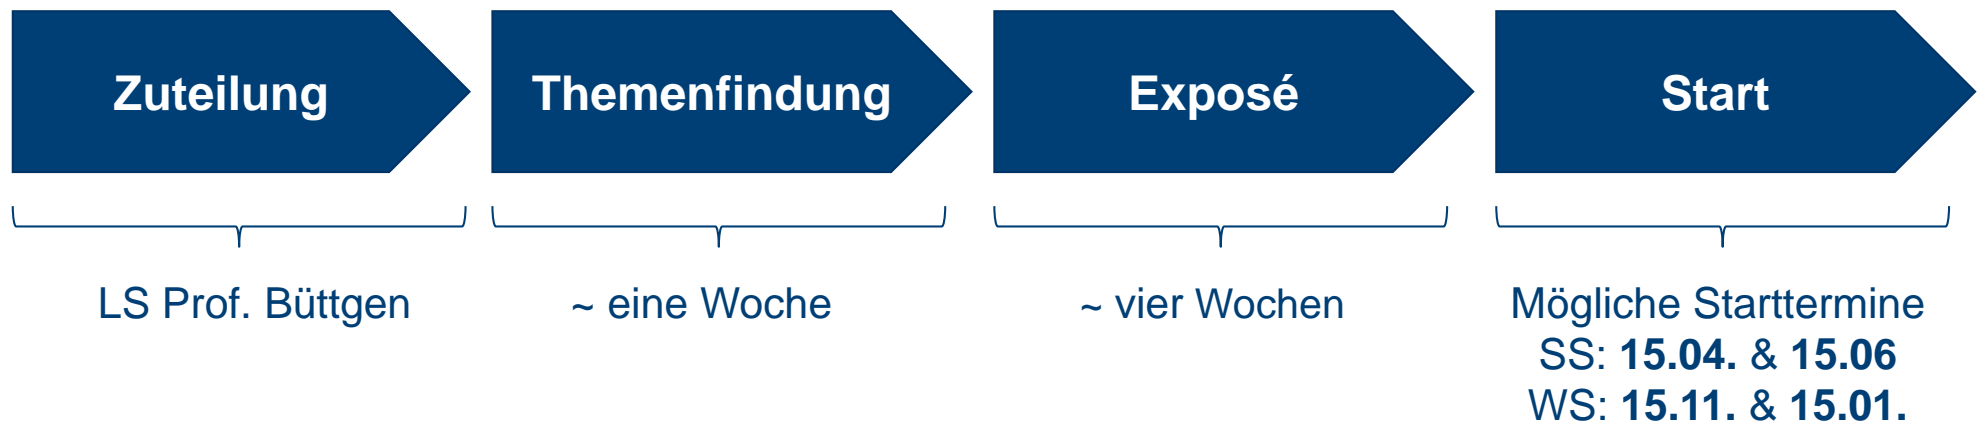 Zuteilung
Themenfindung
Exposé
Start
LS Prof. Büttgen
~ eine Woche
~ vier Wochen
Mögliche Starttermine
SS: 15.04. & 15.06
WS: 15.11. & 15.01.